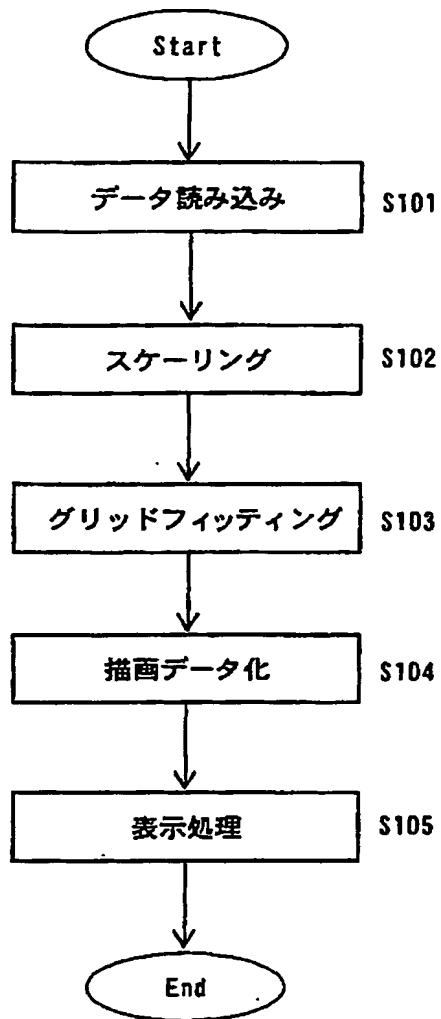 Start
データ読み込み S101
スケーリング S102
グリッドフィッティング S103
描画データ化 S104
表示処理 S105
End